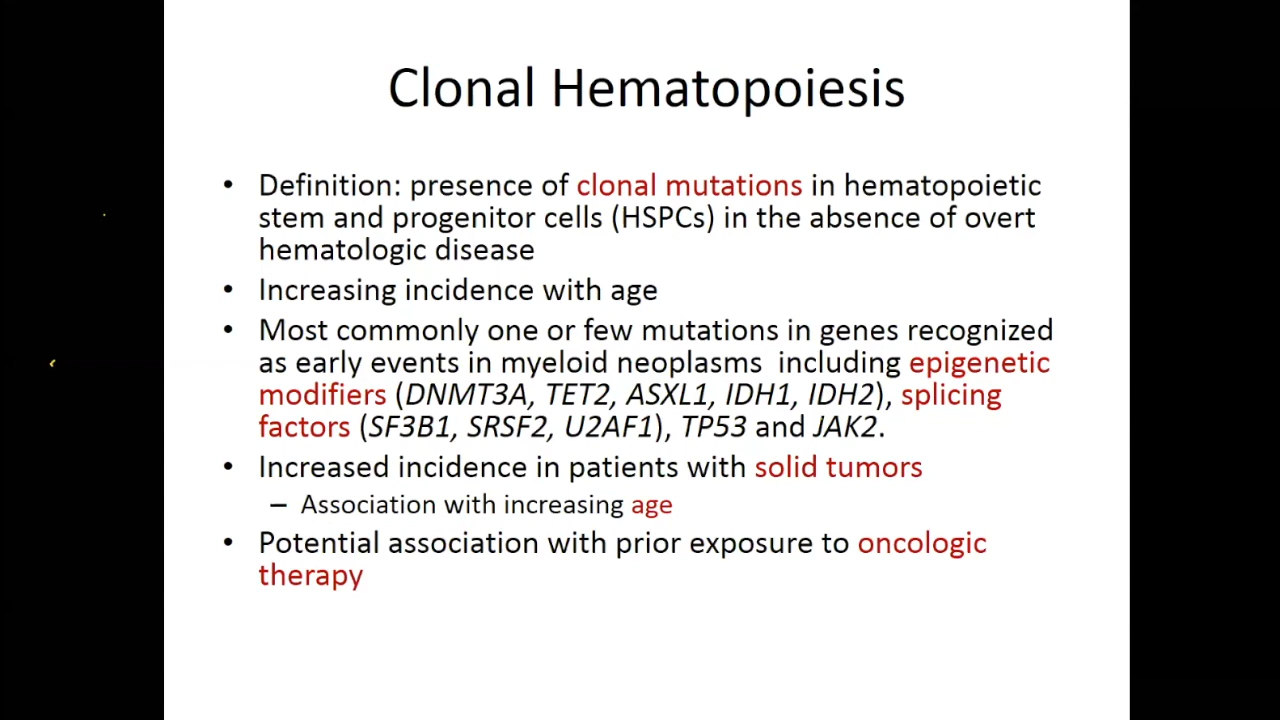 Clonal Hematopoiesis
• Definition: presence of clonal mutations in hematopoietic
stem and progenitor cells (HSPCs) in the absence of overt
hematologic disease
• Increasing incidence with age
• Most commonly one or few mutations in genes recognized
as early events in myeloid neoplasms  including epigenetic
modifiers (DNMT3A, TET2, ASXL1, IDH1, IDH2), splicing
factors (SF3B1, SRSF2, U2AF1), TP53 and JAK2.
• Increased incidence in patients with solid tumors
– Association with increasing age
• Potential association with prior exposure to oncologic
therapy